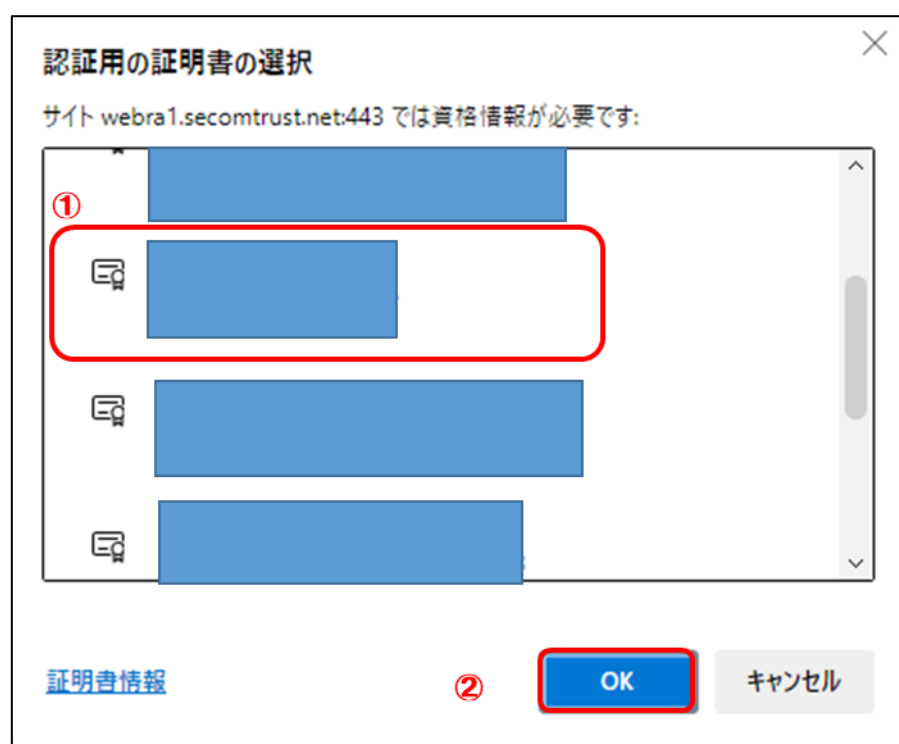 認証用の証明書の選択
サイト webra1.secomtrust.net:443 では資格情報が必要です:
①
証明書情報
②
OK
キャンセル